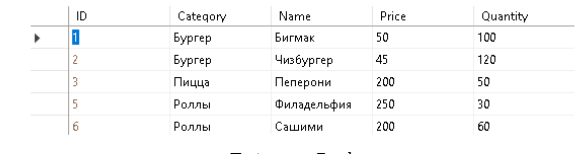 ID Category Name Price Quantity
1 Бургер Бигмак 50 100
2 Бургер Чизбургер 45 120
3 Пицца Пеперони 200 50
5 Роллы Филадельфия 250 30
6 Роллы Сашими 200 60